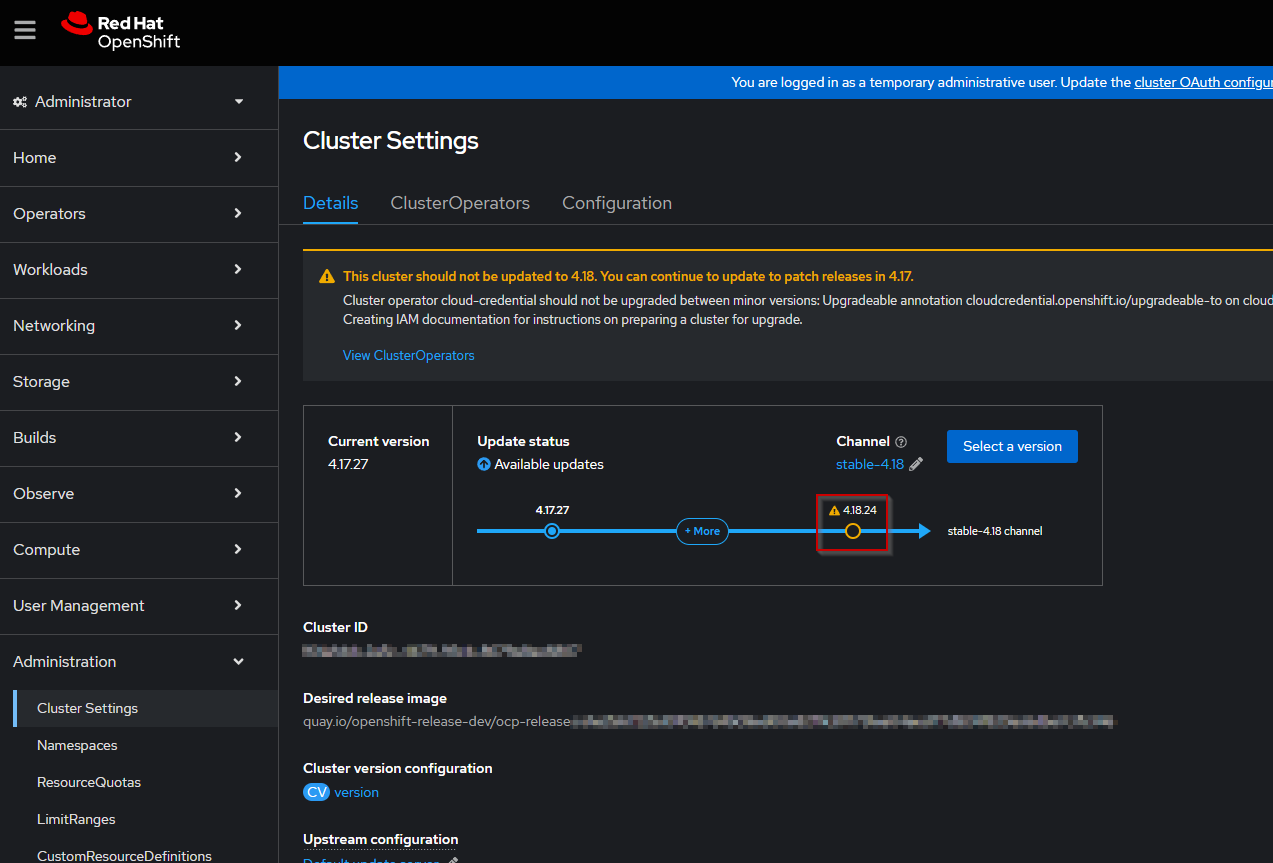 Red Hat
OpenShift
Administrator
Home
Operators
Workloads
Networking
Storage
Builds
Observe
Compute
User Management
Administration
Cluster Settings
Namespaces
ResourceQuotas
LimitRanges
CustomResourceDefinitions
You are logged in as a temporary administrative user. Update the cluster OAuth configur
Cluster Settings
Details ClusterOperators Configuration
This cluster should not be updated to 4.18. You can continue to update to patch releases in 4.17.
Cluster operator cloud-credential should not be upgraded between minor versions: Upgradeable annotation cloudcredential.openshift.io/upgradeable-to on cloud
Creating IAM documentation for instructions on preparing a cluster for upgrade.
View ClusterOperators
Current version
4.17.27
Update status
Available updates
Channel
stable-4.18
Select a version
4.17.27
+ More
4.18.24
stable-4.18 channel
Cluster ID
Desired release image
quay.io/openshift-release-dev/ocp-release
Cluster version configuration
CV version
Upstream configuration
Default update server